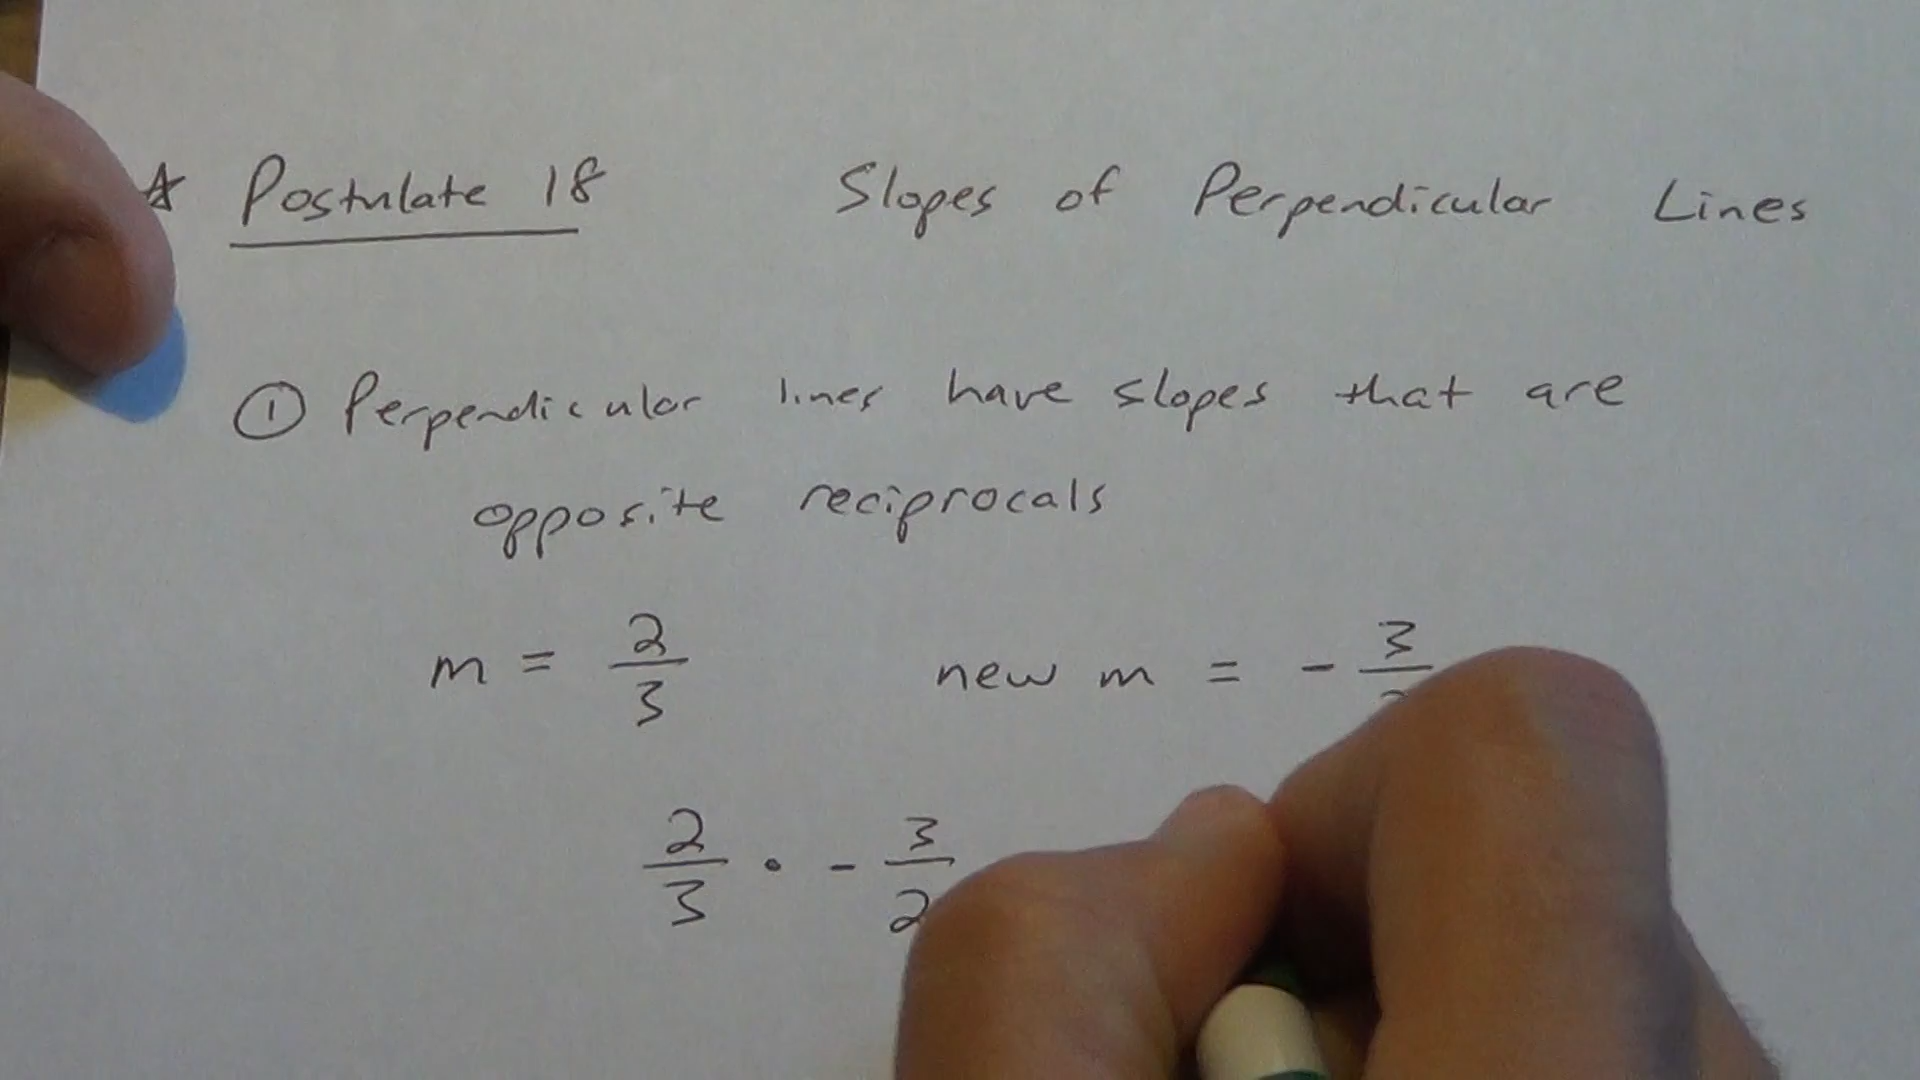 ☆ Postulate 18 Slopes of Perpendicular Lines
① Perpendicular lines have slopes that are
opposite reciprocals
m = 2/3 new m = - 3/
2/3 · - 3/2